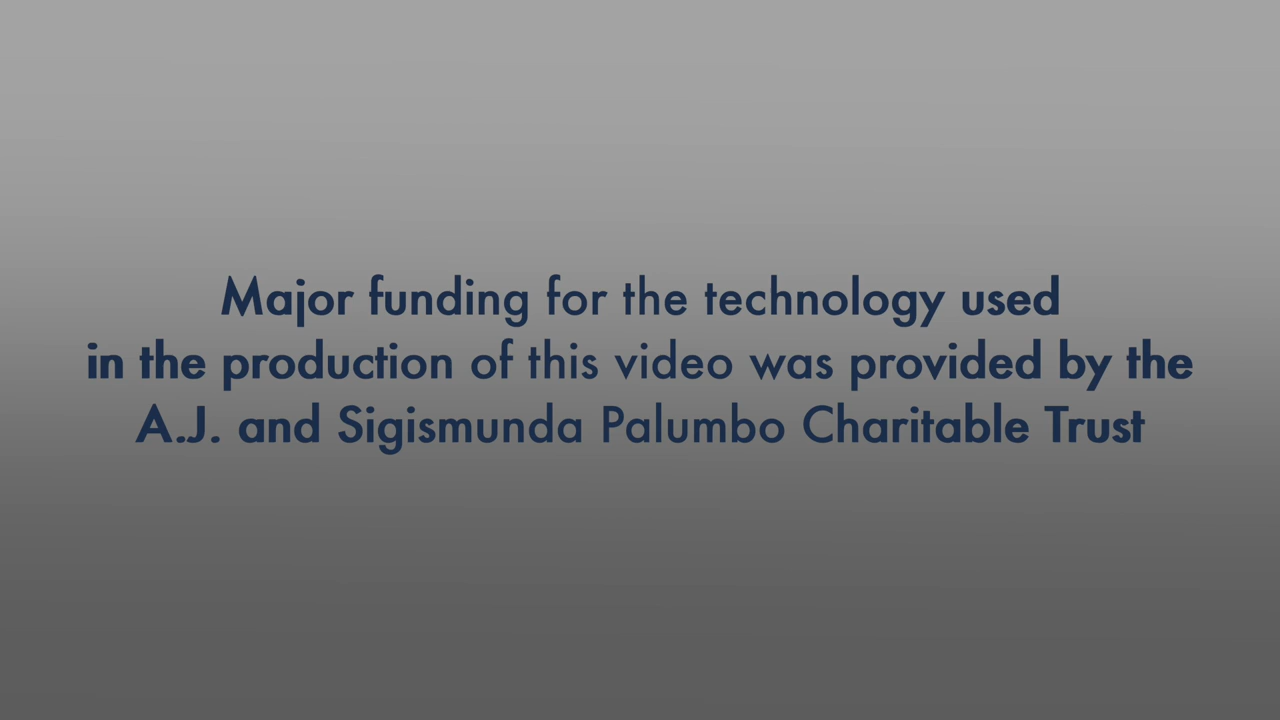 Major funding for the technology used
in the production of this video was provided by the
A.J. and Sigismunda Palumbo Charitable Trust